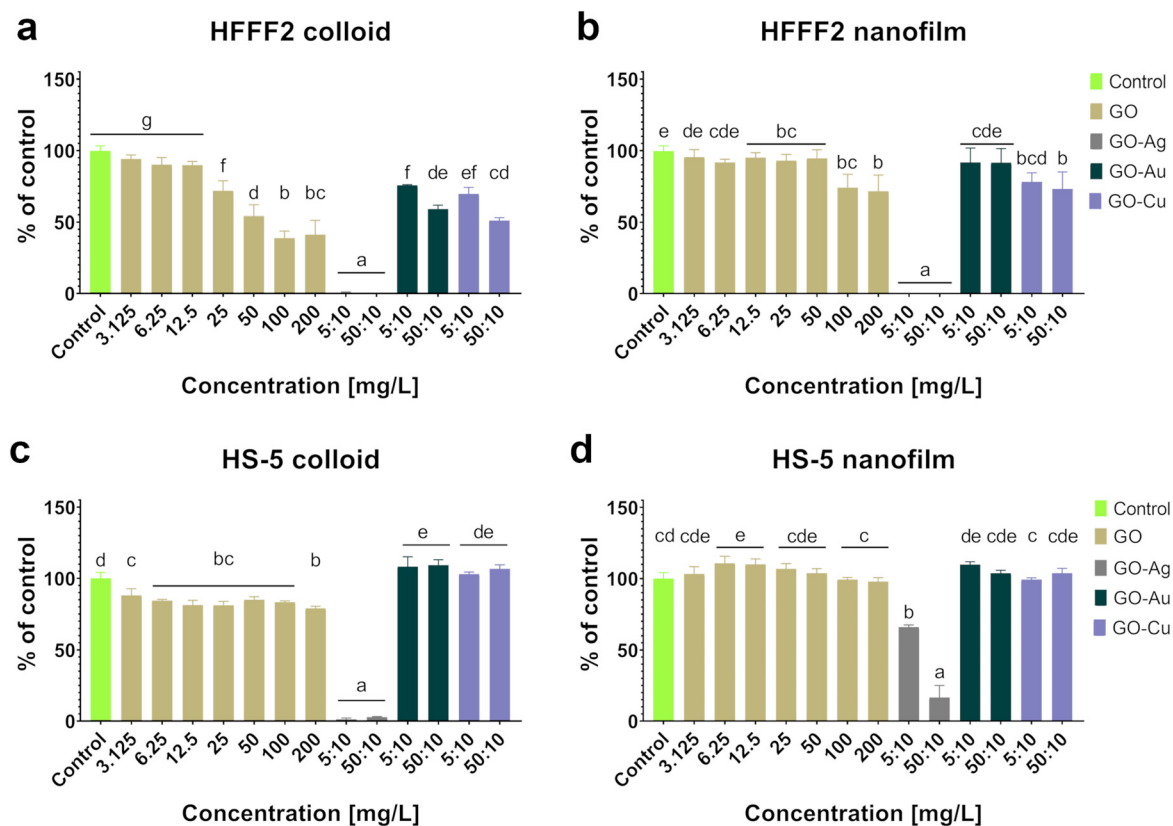 a
HFFF2 colloid
% of control
150
100
50
0
g
f
d
b
bc
a
f
de
ef
cd
Control
3.125
6.25
12.5
25
50
100
200
5:10
50:10
5:10
50:10
5:10
50:10
Concentration [mg/L]
b
HFFF2 nanofilm
% of control
150
100
50
0
e
de
cde
bc
bc
b
a
cde
bcd
b
Control
3.125
6.25
12.5
25
50
100
200
5:10
50:10
5:10
50:10
5:10
50:10
Concentration [mg/L]
Control
GO
GO-Ag
GO-Au
GO-Cu
c
HS-5 colloid
% of control
150
100
50
0
d
c
bc
b
a
e
de
Control
3.125
6.25
12.5
25
50
100
200
5:10
50:10
5:10
50:10
5:10
50:10
Concentration [mg/L]
d
HS-5 nanofilm
% of control
150
100
50
0
cd
cde
e
cde
c
b
a
de
cde
c
cde
Control
3.125
6.25
12.5
25
50
100
200
5:10
50:10
5:10
50:10
5:10
50:10
Concentration [mg/L]
Control
GO
GO-Ag
GO-Au
GO-Cu